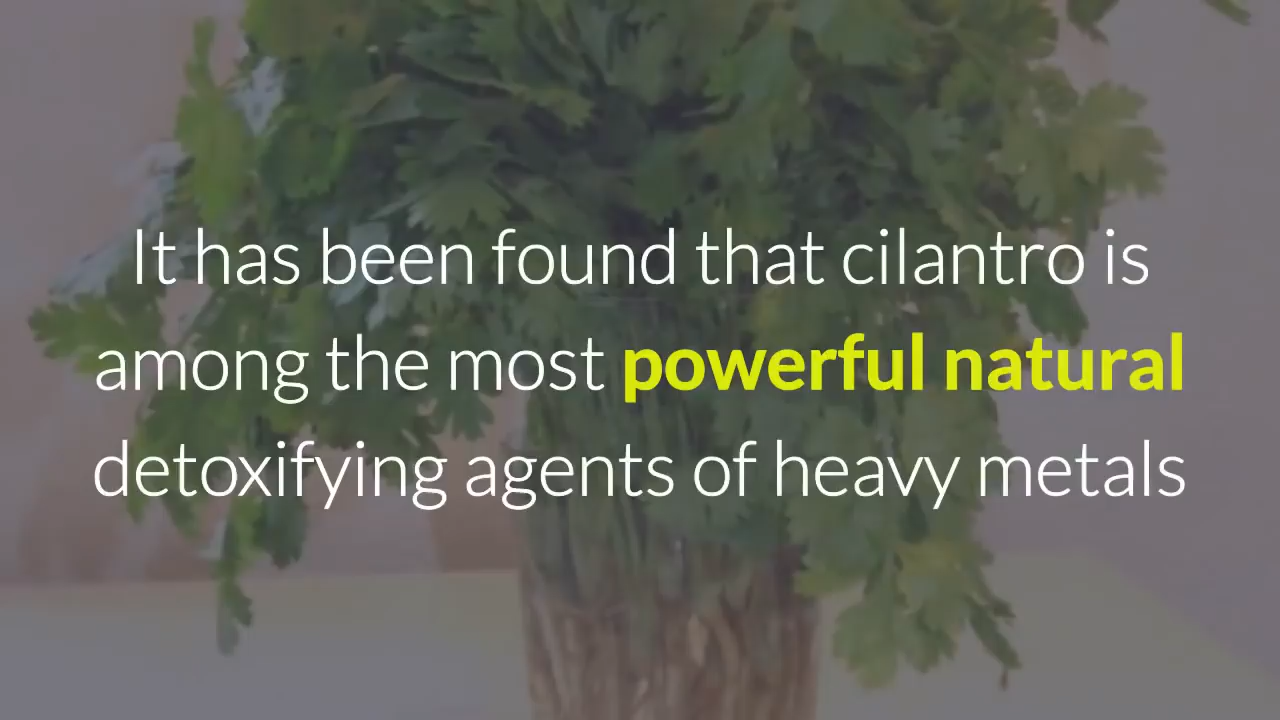 It has been found that cilantro is
among the most powerful natural
detoxifying agents of heavy metals